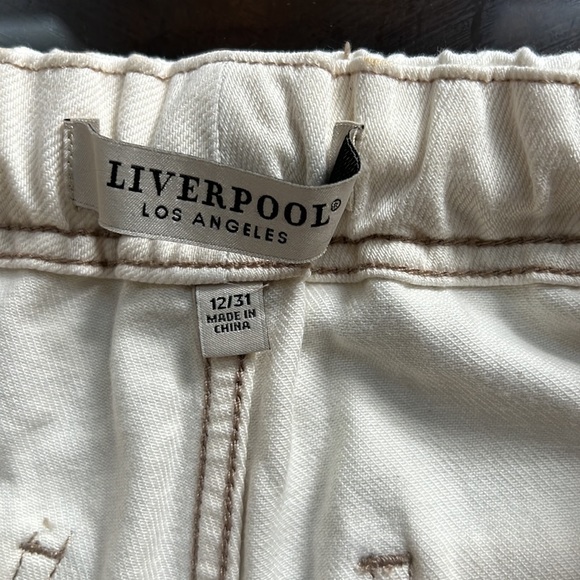 LIVERPOOL®
LOS ANGELES
12/31
MADE IN
CHINA